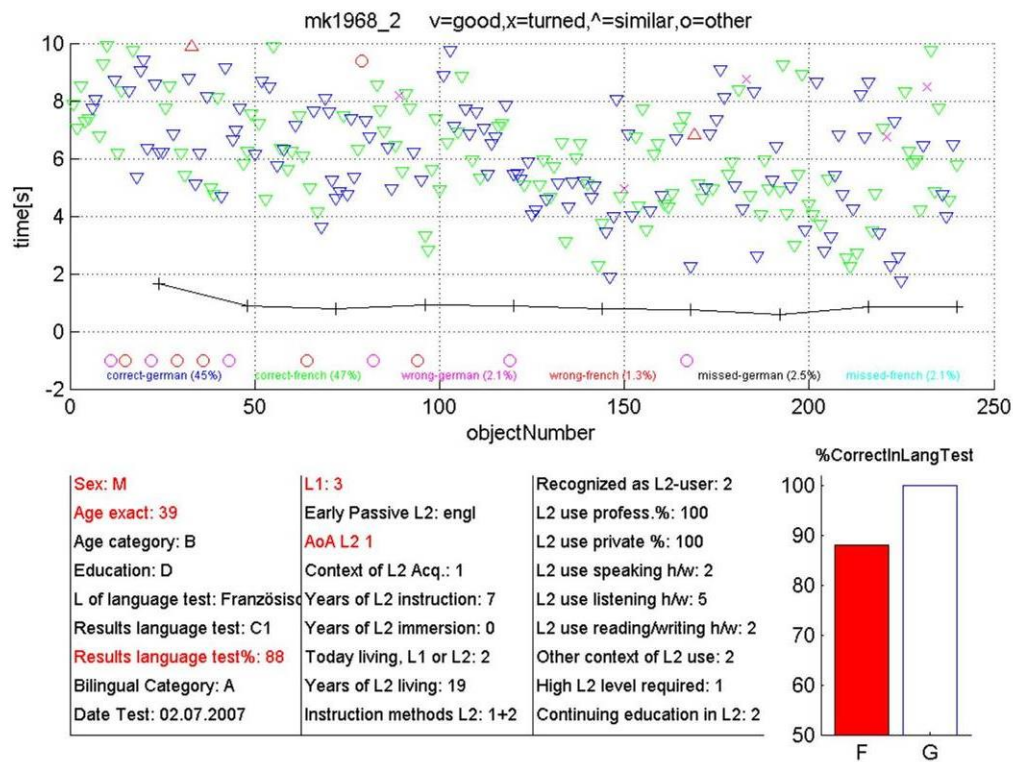 mk1968_2 v=good,x=turned,^=similar,o=other
10
8
6
4
2
0
-2
time[s]
correct-german (45%) correct-french (47%) wrong-german (2.1%) wrong-french (1.3%) missed-german (2.5%) missed-french (2.1%)
0 50 100 150 200 250
objectNumber
Sex: M
Age exact: 39
Age category: B
Education: D
L of language test: Französisc
Results language test: C1
Results language test%: 88
Bilingual Category: A
Date Test: 02.07.2007
L1: 3
Early Passive L2: engl
AoA L2 1
Context of L2 Acq.: 1
Years of L2 instruction: 7
Years of L2 immersion: 0
Today living, L1 or L2: 2
Years of L2 living: 19
Instruction methods L2: 1+2
Recognized as L2-user: 2
L2 use profess.%: 100
L2 use private %: 100
L2 use speaking h/w: 2
L2 use listening h/w: 5
L2 use reading/writing h/w: 2
Other context of L2 use: 2
High L2 level required: 1
Continuing education in L2: 2
%CorrectInLangTest
100
90
80
70
60
50
F G